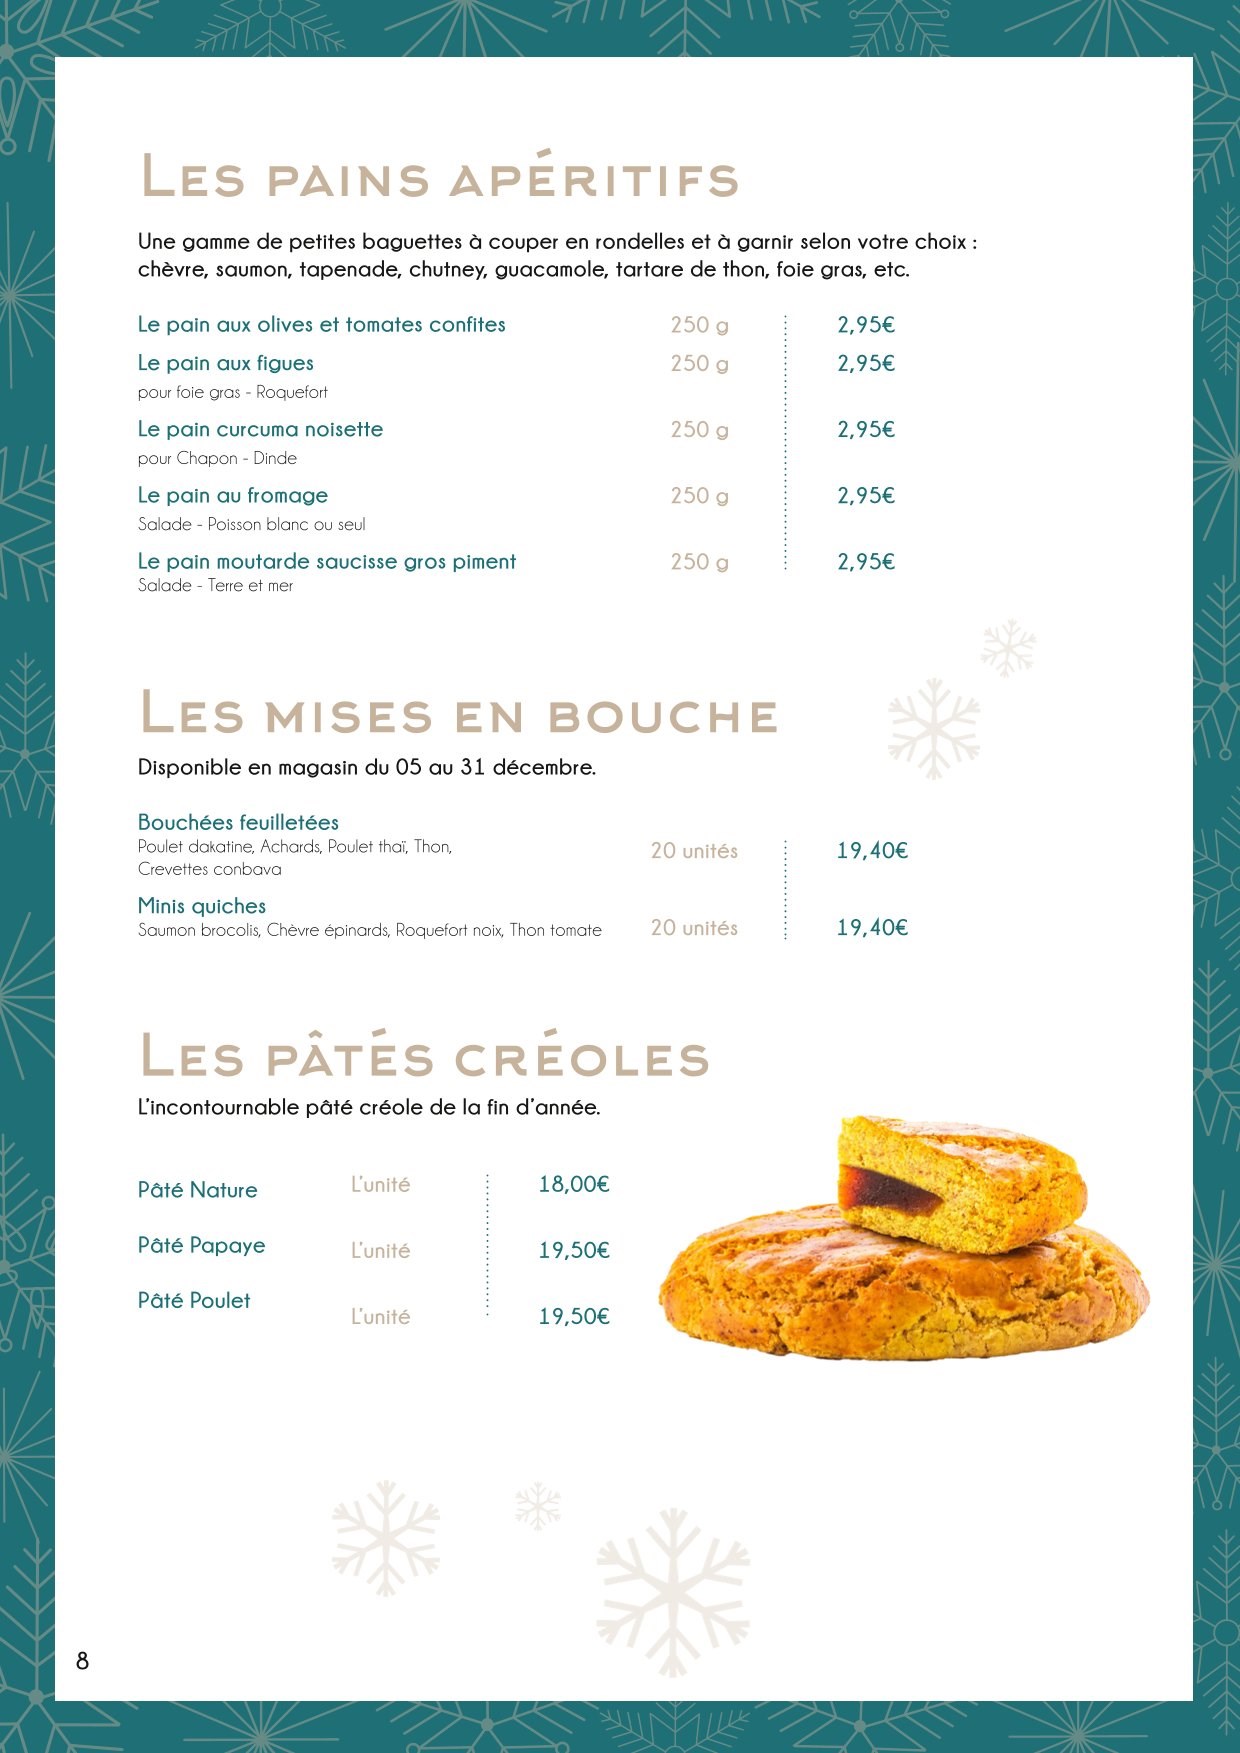 Les pains apéritifs
Une gamme de petites baguettes à couper en rondelles et à garnir selon votre choix :
chèvre, saumon, tapenade, chutney, guacamole, tartare de thon, foie gras, etc.
Le pain aux olives et tomates confites 250 g 2,95€
Le pain aux figues 250 g 2,95€
pour foie gras - Roquefort
Le pain curcuma noisette 250 g 2,95€
pour Chapon - Dinde
Le pain au fromage 250 g 2,95€
Salade - Poisson blanc ou seul
Le pain moutarde saucisse gros piment 250 g 2,95€
Salade - Terre et mer
Les mises en bouche
Disponible en magasin du 05 au 31 décembre.
Bouchées feuilletées
Poulet dakatine, Achards, Poulet thaï, Thon, 20 unités 19,40€
Crevettes conbava
Minis quiches
Saumon brocolis, Chèvre épinards, Roquefort noix, Thon tomate 20 unités 19,40€
Les pâtés créoles
L'incontournable pâté créole de la fin d'année.
Pâté Nature L'unité 18,00€
Pâté Papaye L'unité 19,50€
Pâté Poulet L'unité 19,50€
8